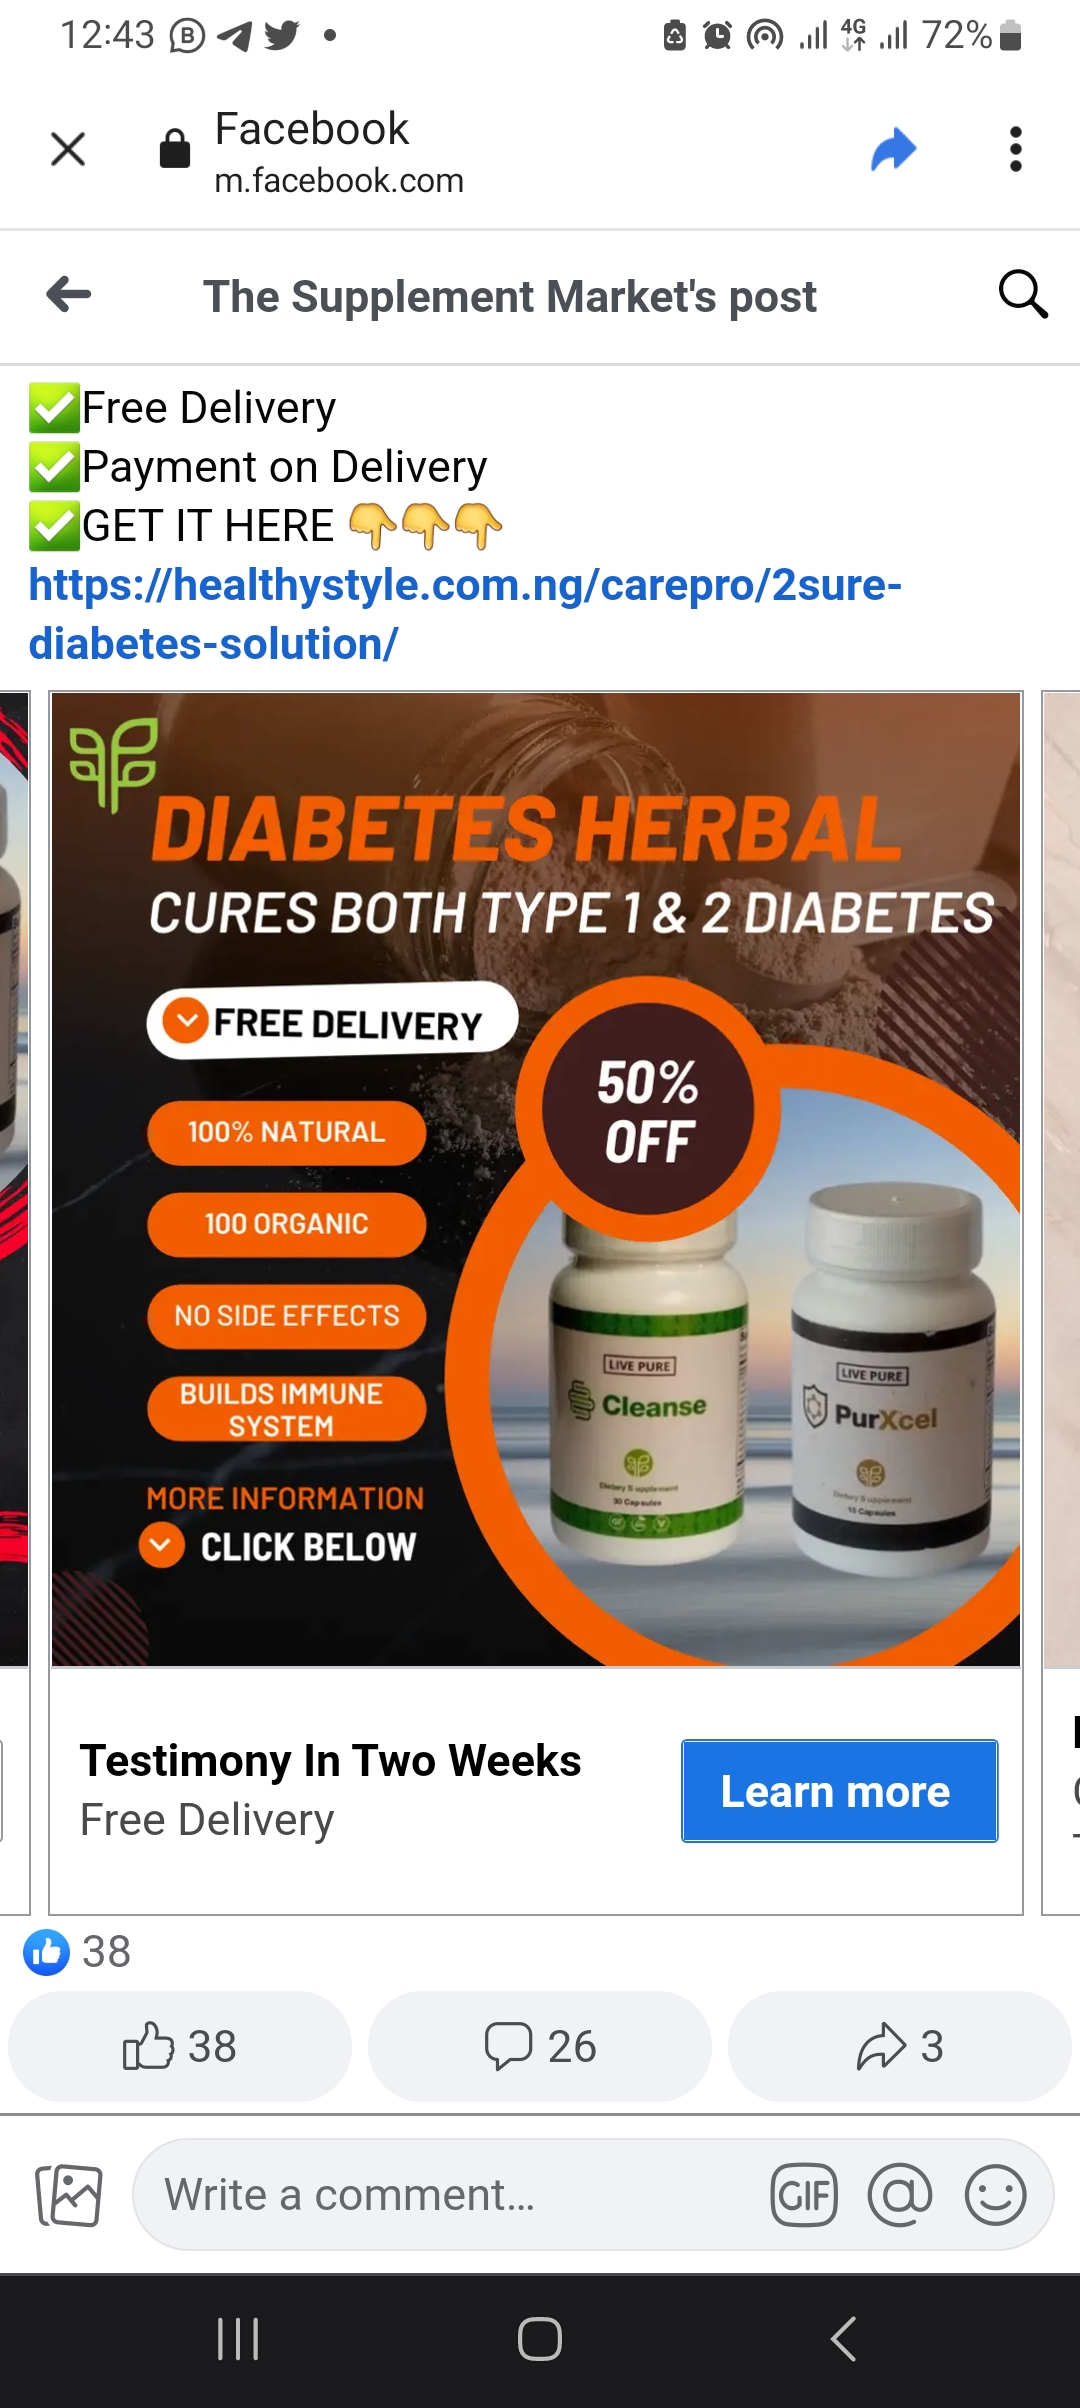 12:43
4G
72%
Facebook
m.facebook.com
The Supplement Market's post
✅Free Delivery
✅Payment on Delivery
✅GET IT HERE 👇👇👇
https://healthystyle.com.ng/carepro/2sure-
diabetes-solution/
DIABETES HERBAL
CURES BOTH TYPE 1 & 2 DIABETES
FREE DELIVERY
50%
OFF
100% NATURAL
100 ORGANIC
NO SIDE EFFECTS
BUILDS IMMUNE
SYSTEM
MORE INFORMATION
CLICK BELOW
LIVE PURE
Cleanse
Dietary Supplement
30 Capsules
LIVE PURE
PurXcel
Dietary Supplement
Capsules
Testimony In Two Weeks
Free Delivery
Learn more
38
38
26
3
Write a comment...
GIF